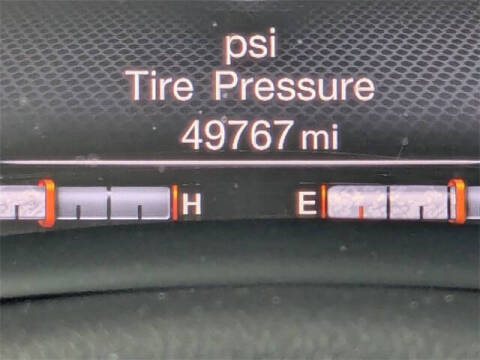 psi
Tire Pressure
49767 mi
H E